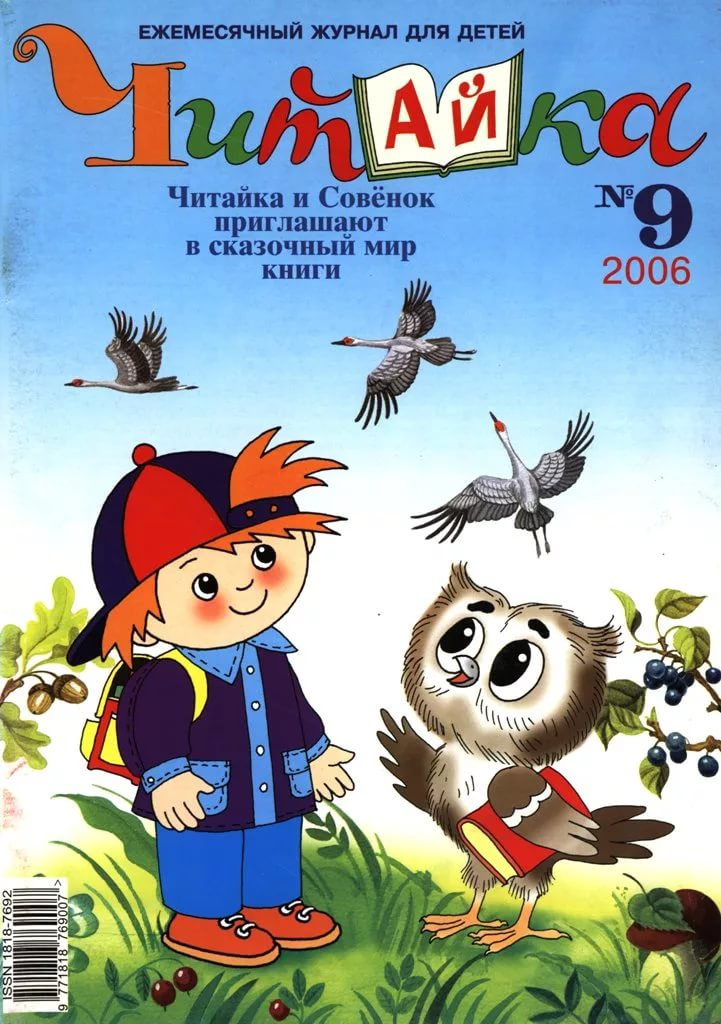 ЕЖЕМЕСЯЧНЫЙ ЖУРНАЛ ДЛЯ ДЕТЕЙ
Читайка
Читайка и Совёнок
приглашают
в сказочный мир
книги
№9
2006
ISSN 1818-7692
9 771818 769007 >